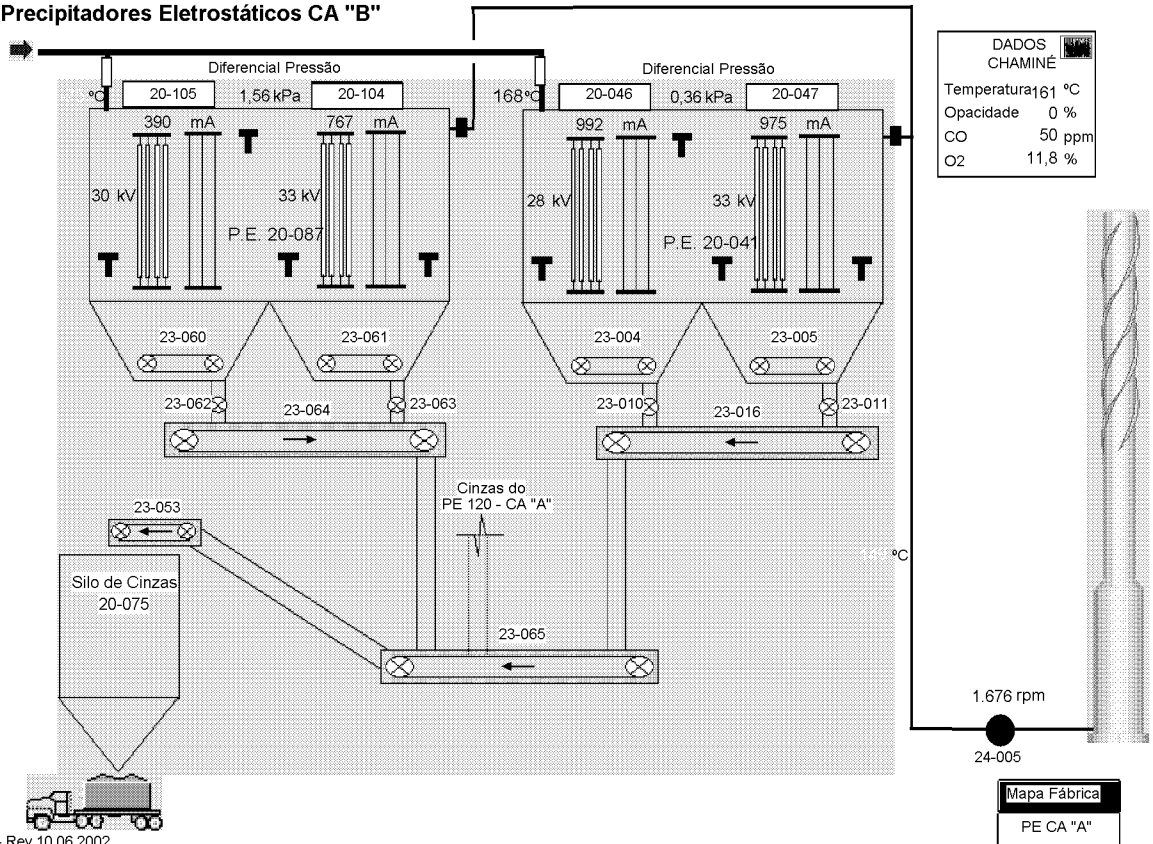 Precipitadores Eletrostáticos CA "B"
Diferencial Pressão
Diferencial Pressão
DADOS
CHAMINÉ
Temperatura 161 ºC
Opacidade 0 %
CO 50 ppm
O2 11,8 %
ºC 20-105 1,56 kPa 20-104
168 ºC 20-046 0,36 kPa 20-047
390 mA 767 mA
992 mA 975 mA
30 kV 33 kV
28 kV 33 kV
P.E. 20-087
P.E. 20-041
23-060 23-061
23-004 23-005
23-062 23-064 23-063
23-010 23-016 23-011
Cinzas do
PE 120 - CA "A"
23-053
ºC
Silo de Cinzas
20-075
23-065
1.676 rpm
24-005
Mapa Fábrica
PE CA "A"
Rev 10.06.2002